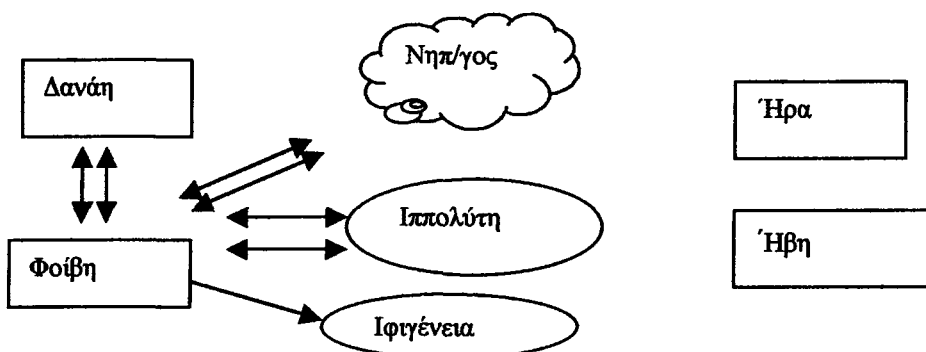 Νηπ/γος
Δανάη
Ήρα
Ιππολύτη
Ήβη
Φοίβη
Ιφιγένεια